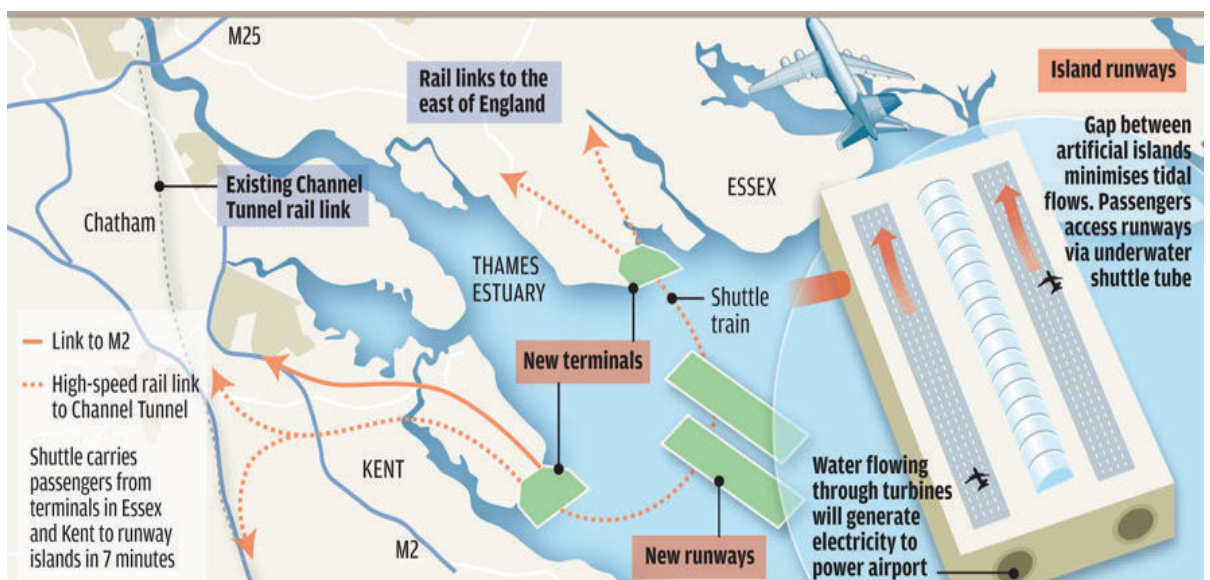 M25
Rail links to the
east of England
Island runways
Gap between
artificial islands
minimises tidal
flows. Passengers
access runways
via underwater
shuttle tube
Existing Channel
Tunnel rail link
ESSEX
Chatham
THAMES
ESTUARY
Shuttle
train
Link to M2
New terminals
High-speed rail link
to Channel Tunnel
Shuttle carries
passengers from
terminals in Essex
and Kent to runway
islands in 7 minutes
KENT
M2
New runways
Water flowing
through turbines
will generate
electricity to
power airport